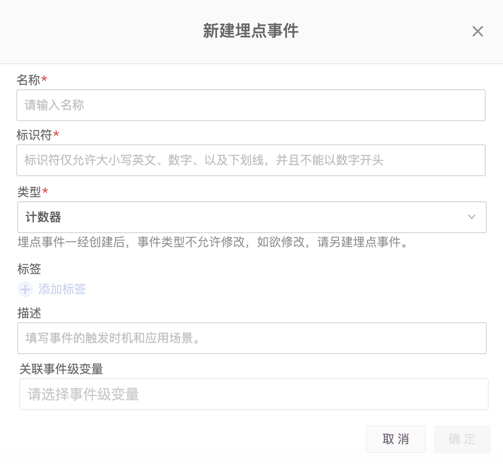 新建埋点事件
名称*
请输入名称
标识符*
标识符仅允许大小写英文、数字、以及下划线，并且不能以数字开头
类型*
计数器
埋点事件一经创建后，事件类型不允许修改，如欲修改，请另建埋点事件。
标签
添加标签
描述
填写事件的触发时机和应用场景。
关联事件级变量
请选择事件级变量
取消 确定